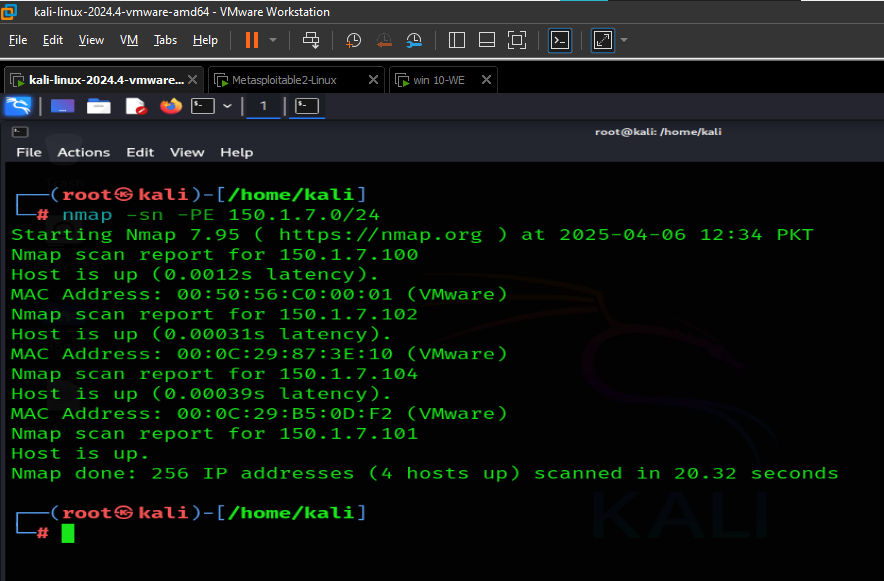 kali-linux-2024.4-vmware-amd64 - VMware Workstation
File Edit View VM Tabs Help
kali-linux-2024.4-vmware... Metasploitable2-Linux win 10-WE
1
root@kali: /home/kali
File Actions Edit View Help
┌──(root㉿kali)-[/home/kali]
└─# nmap -sn -PE 150.1.7.0/24
Starting Nmap 7.95 ( https://nmap.org ) at 2025-04-06 12:34 PKT
Nmap scan report for 150.1.7.100
Host is up (0.0012s latency).
MAC Address: 00:50:56:C0:00:01 (VMware)
Nmap scan report for 150.1.7.102
Host is up (0.00031s latency).
MAC Address: 00:0C:29:87:3E:10 (VMware)
Nmap scan report for 150.1.7.104
Host is up (0.00039s latency).
MAC Address: 00:0C:29:B5:0D:F2 (VMware)
Nmap scan report for 150.1.7.101
Host is up.
Nmap done: 256 IP addresses (4 hosts up) scanned in 20.32 seconds
┌──(root㉿kali)-[/home/kali]
└─#
KALI